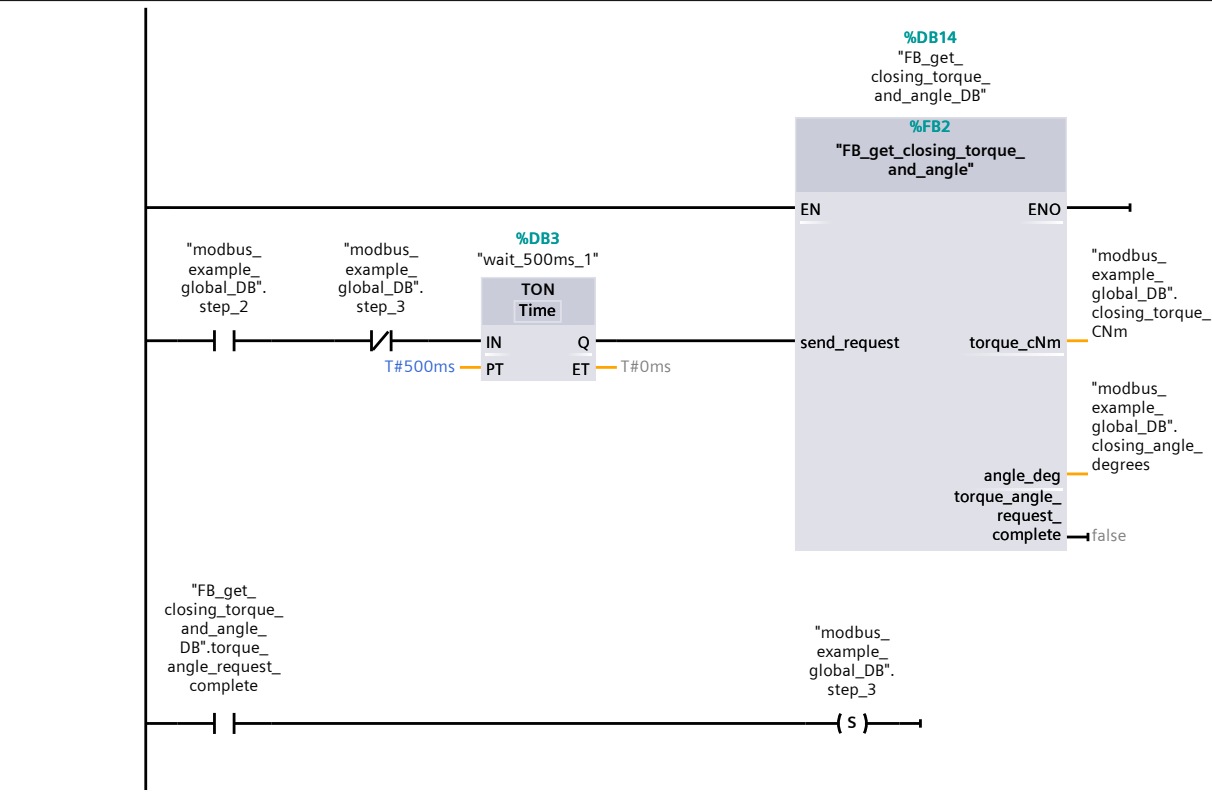 %DB14
"FB_get_
closing_torque_
and_angle_DB"
%FB2
"FB_get_closing_torque_
and_angle"
EN
ENO
"modbus_
example_
global_DB".
step_2
"modbus_
example_
global_DB".
step_3
%DB3
"wait_500ms_1"
TON
Time
IN
Q
T#500ms
PT
ET
T#0ms
send_request
torque_cNm
"modbus_
example_
global_DB".
closing_torque_
CNm
"modbus_
example_
global_DB".
closing_angle_
degrees
angle_deg
torque_angle_
request_
complete
false
"FB_get_
closing_torque_
and_angle_
DB".torque_
angle_request_
complete
"modbus_
example_
global_DB".
step_3
S